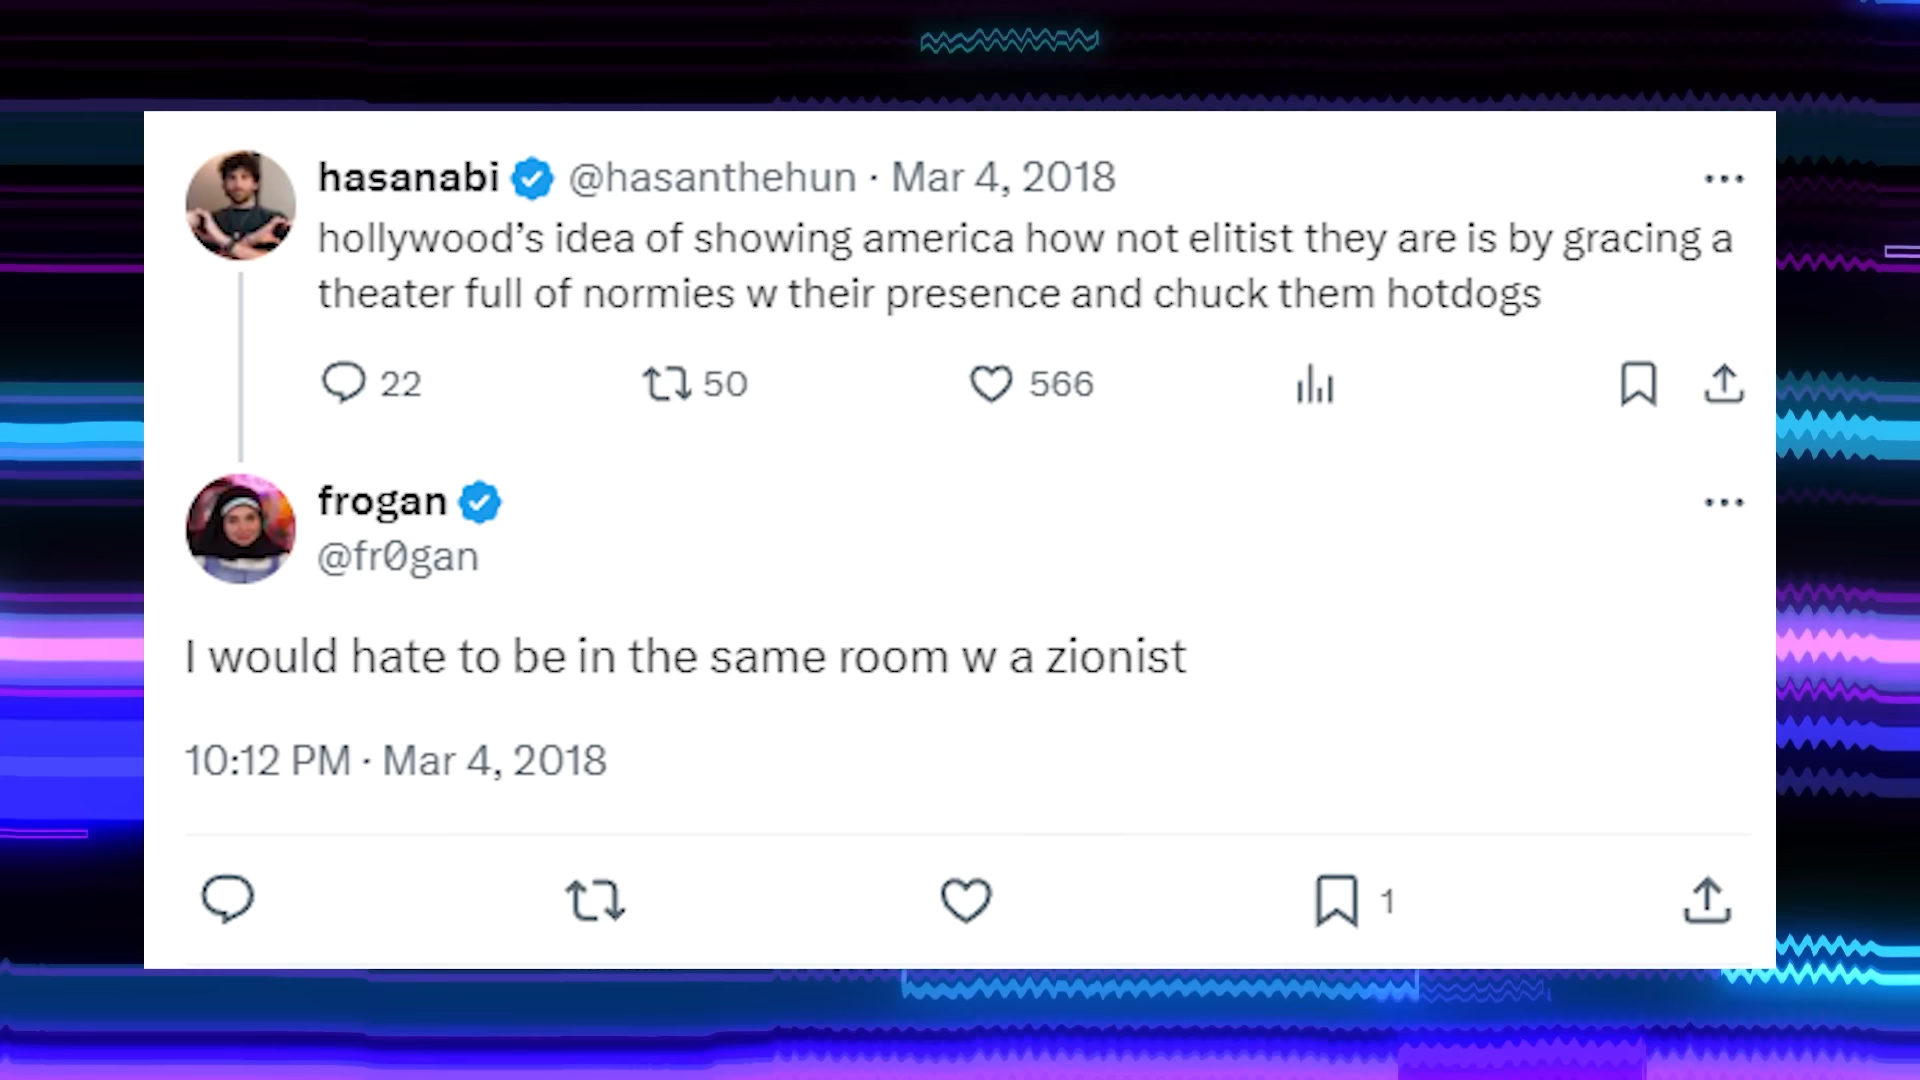 hasanabi @hasanthehun · Mar 4, 2018
hollywood’s idea of showing america how not elitist they are is by gracing a
theater full of normies w their presence and chuck them hotdogs
22 50 566
frogan
@fr0gan
I would hate to be in the same room w a zionist
10:12 PM · Mar 4, 2018
1